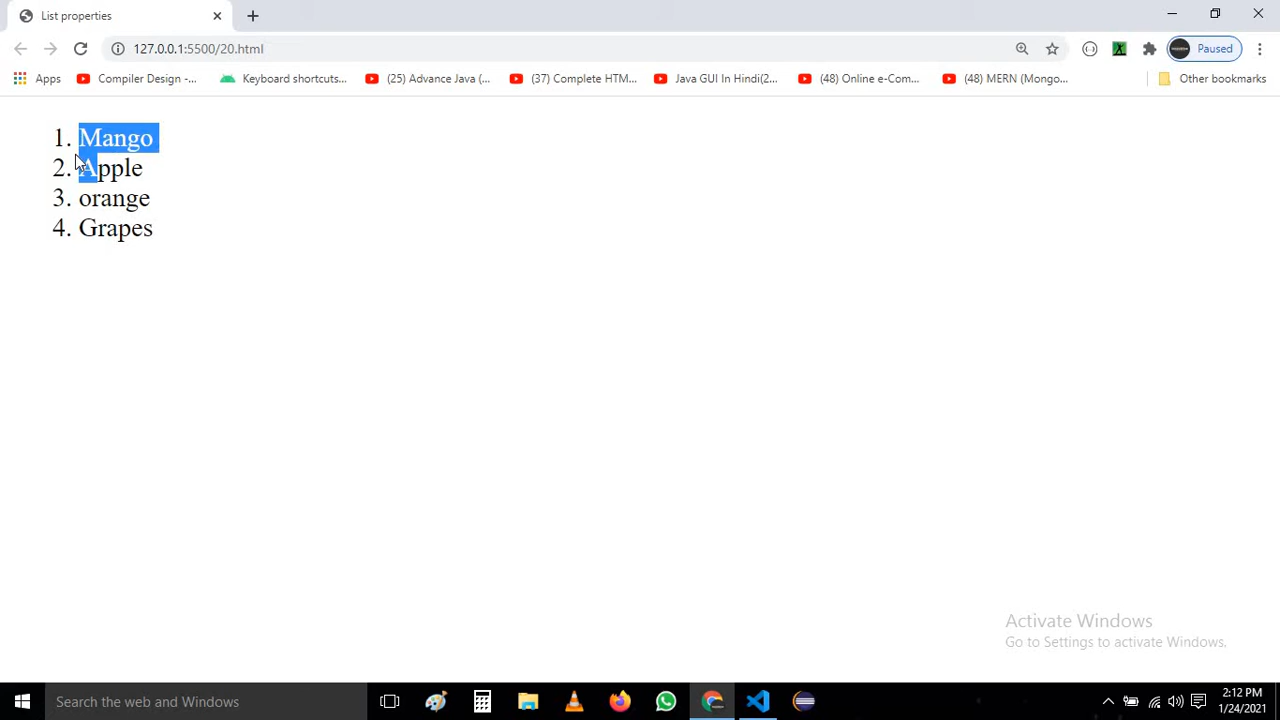 List properties
127.0.0.1:5500/20.html
Paused
Apps
Compiler Design -...
Keyboard shortcuts...
(25) Advance Java (...
(37) Complete HTM...
Java GUI In Hindi(2...
(48) Online e-Com...
(48) MERN (Mongo...
Other bookmarks
1. Mango
2. Apple
3. orange
4. Grapes
Activate Windows
Go to Settings to activate Windows.
Search the web and Windows
2:12 PM
1/24/2021